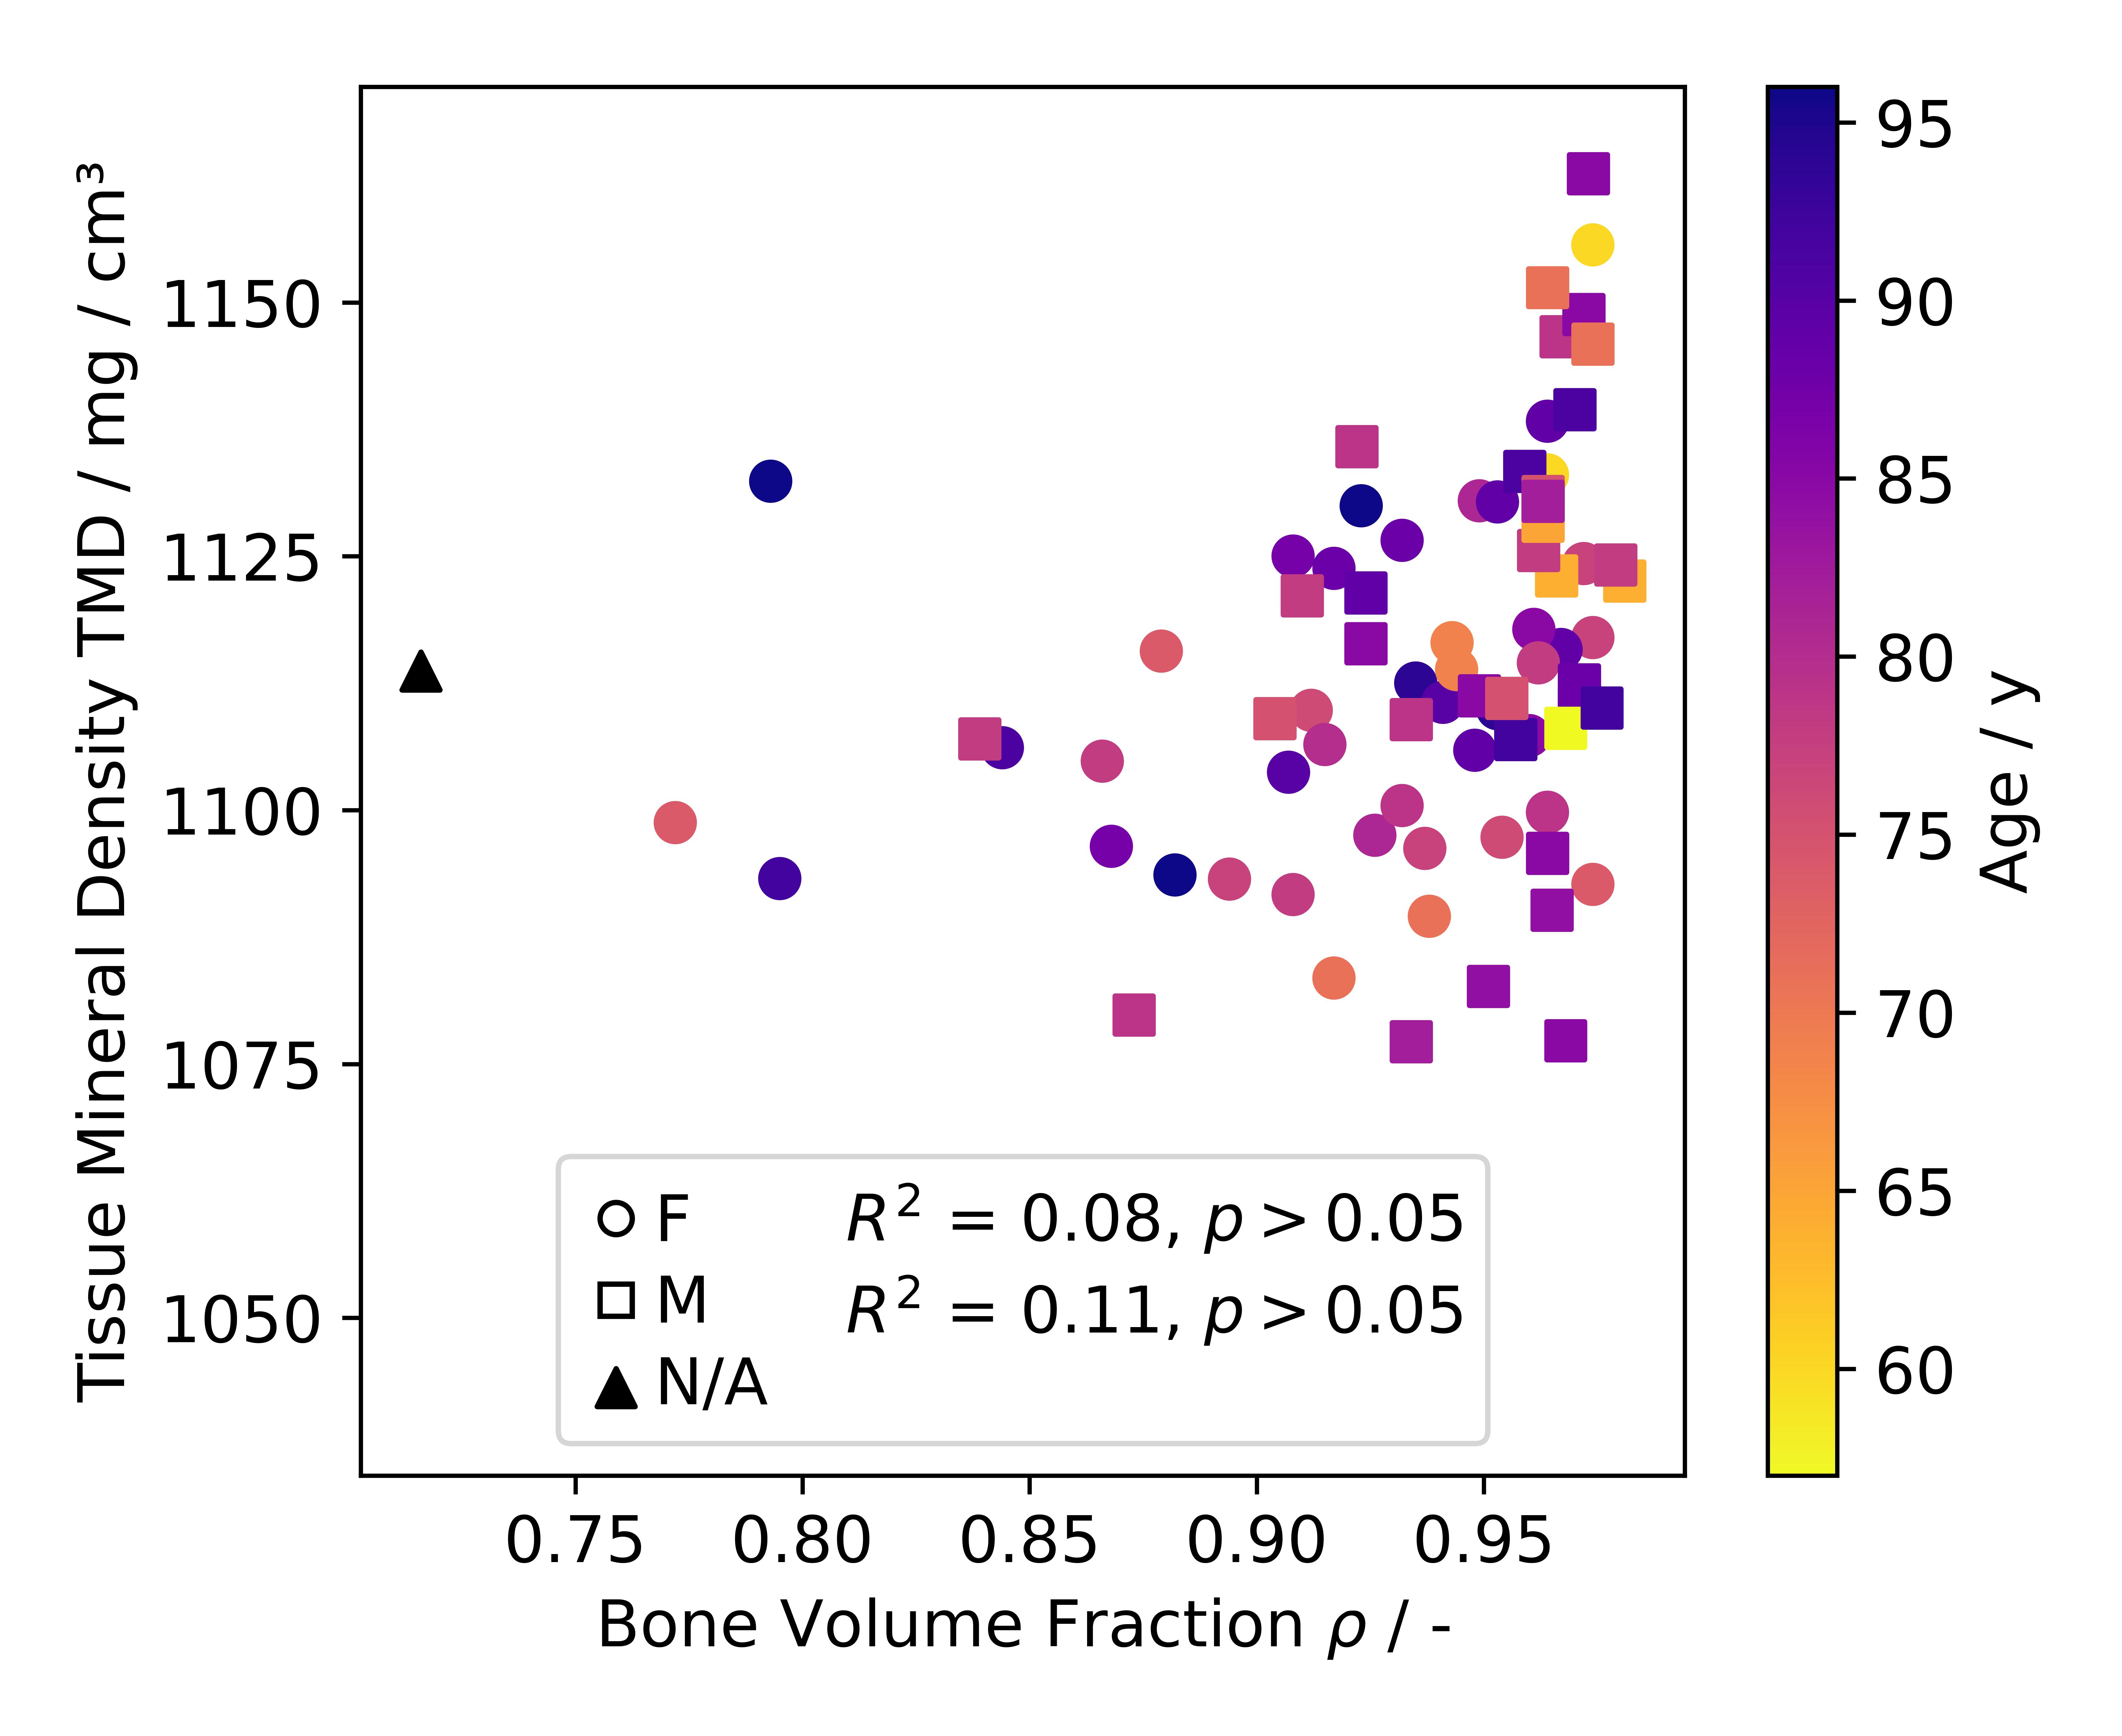 Tissue Mineral Density TMD / mg / cm³
1150
1125
1100
1075
1050
F R² = 0.08, p > 0.05
M R² = 0.11, p > 0.05
N/A
0.75 0.80 0.85 0.90 0.95
Bone Volume Fraction ρ / -
95
90
85
80
75
70
65
60
Age / y